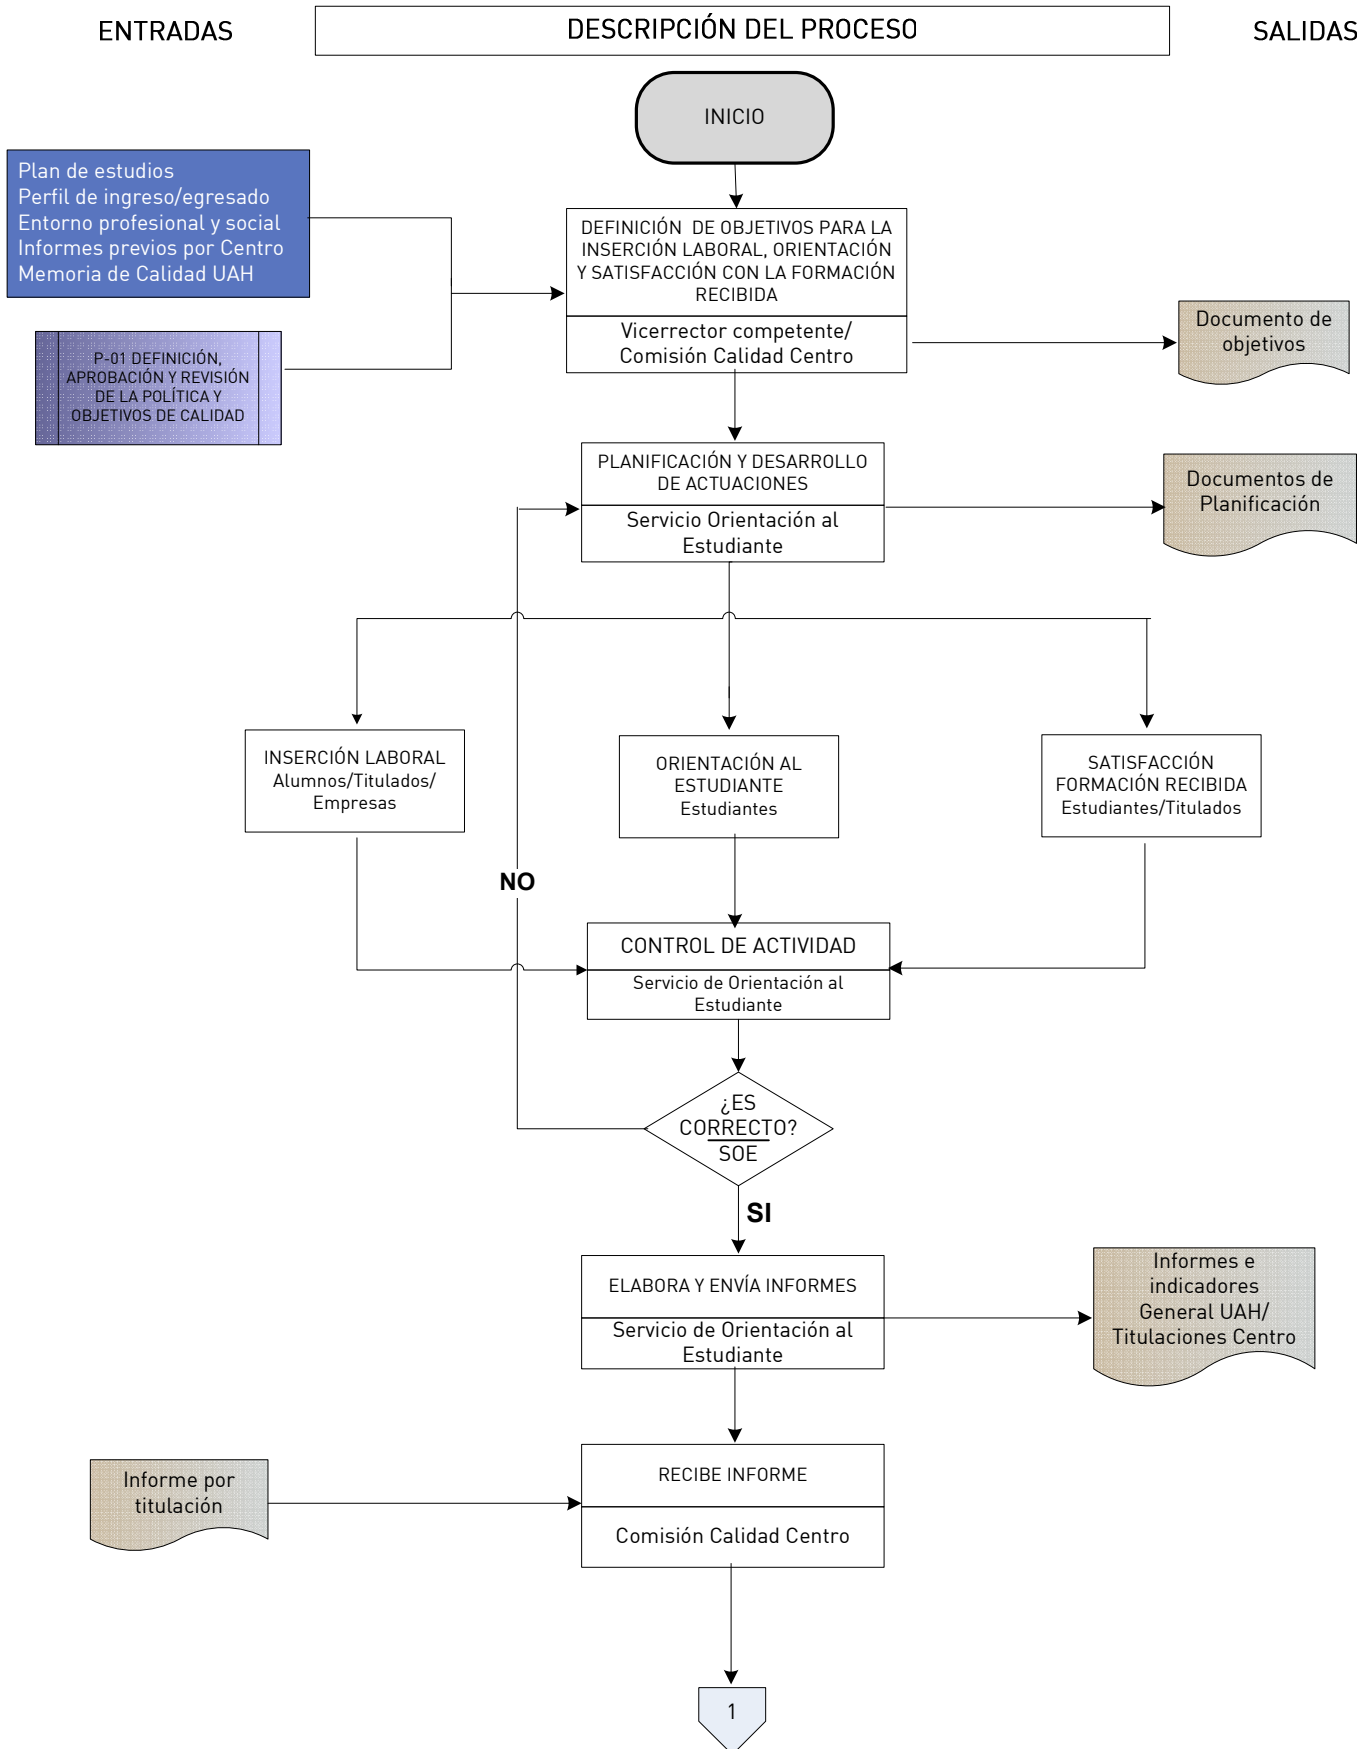 ENTRADAS
DESCRIPCIÓN DEL PROCESO
SALIDAS
INICIO
Plan de estudios
Perfil de ingreso/egresado
Entorno profesional y social
Informes previos por Centro
Memoria de Calidad UAH
DEFINICIÓN DE OBJETIVOS PARA LA
INSERCIÓN LABORAL, ORIENTACIÓN
Y SATISFACCIÓN CON LA FORMACIÓN
RECIBIDA
Vicerrector competente/
Comisión Calidad Centro
Documento de
objetivos
P-01 DEFINICIÓN,
APROBACIÓN Y REVISIÓN
DE LA POLÍTICA Y
OBJETIVOS DE CALIDAD
PLANIFICACIÓN Y DESARROLLO
DE ACTUACIONES
Servicio Orientación al
Estudiante
Documentos de
Planificación
INSERCIÓN LABORAL
Alumnos/Titulados/
Empresas
ORIENTACIÓN AL
ESTUDIANTE
Estudiantes
SATISFACCIÓN
FORMACIÓN RECIBIDA
Estudiantes/Titulados
NO
CONTROL DE ACTIVIDAD
Servicio de Orientación al
Estudiante
¿ES
CORRECTO?
SOE
SI
ELABORA Y ENVÍA INFORMES
Servicio de Orientación al
Estudiante
Informes e
indicadores
General UAH/
Titulaciones Centro
Informe por
titulación
RECIBE INFORME
Comisión Calidad Centro
1